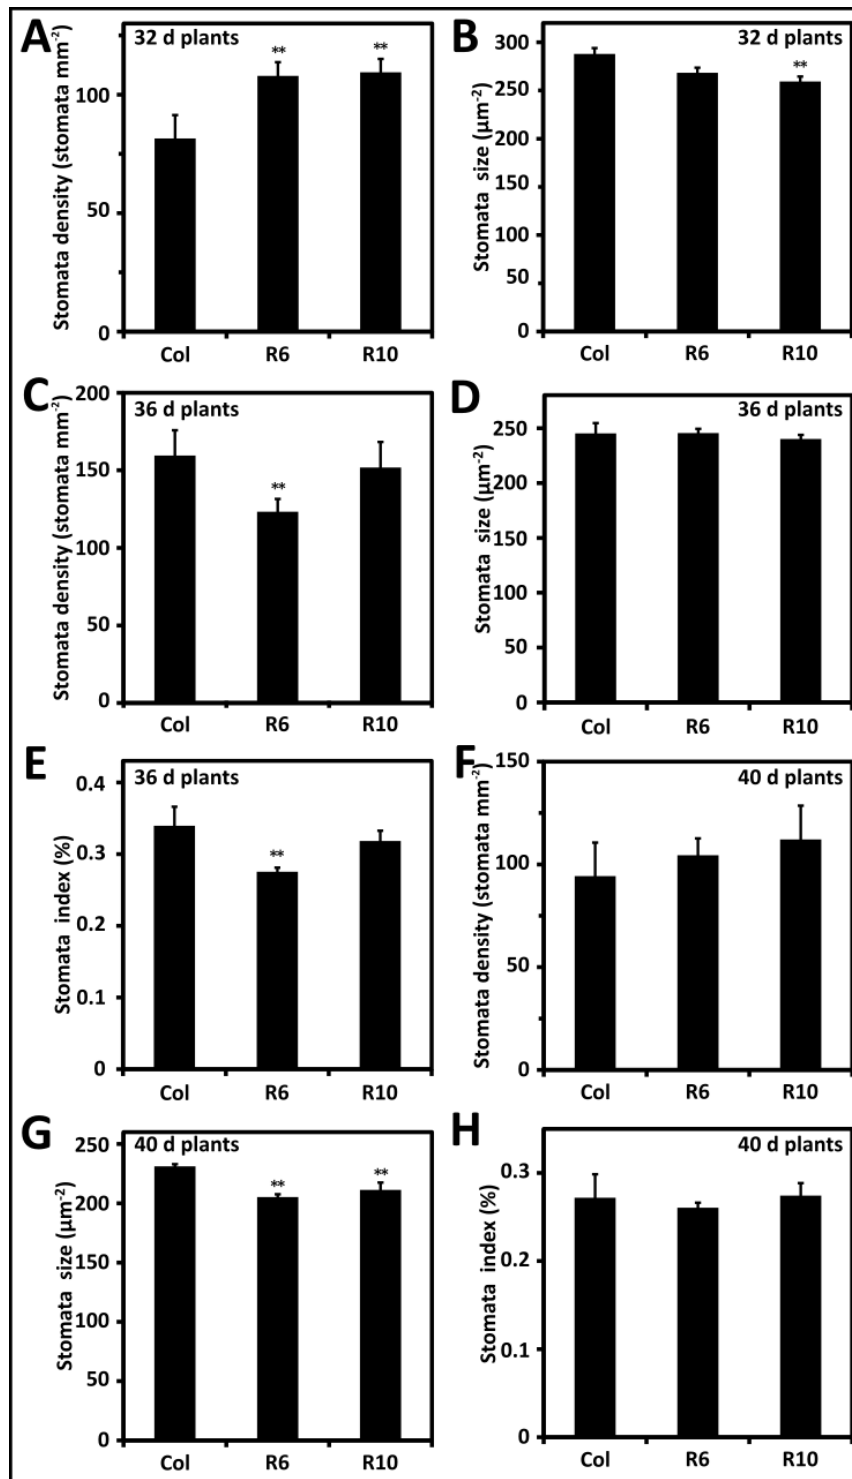 A
32 d plants
Stomata density (stomata mm-2)
100
50
0
**
**
Col R6 R10
B
32 d plants
Stomata size (µm-2)
300
250
200
150
100
50
0
**
Col R6 R10
C
36 d plants
Stomata density (stomata mm-2)
200
150
100
50
0
**
Col R6 R10
D
36 d plants
Stomata size (µm-2)
250
200
150
100
50
0
Col R6 R10
E
36 d plants
Stomata index (%)
0.4
0.3
0.2
0.1
0
**
Col R6 R10
F
40 d plants
Stomata density (stomata mm-2)
150
100
50
0
Col R6 R10
G
40 d plants
Stomata size (µm-2)
250
200
150
100
50
0
**
**
Col R6 R10
H
40 d plants
Stomata index (%)
0.3
0.2
0.1
0
Col R6 R10